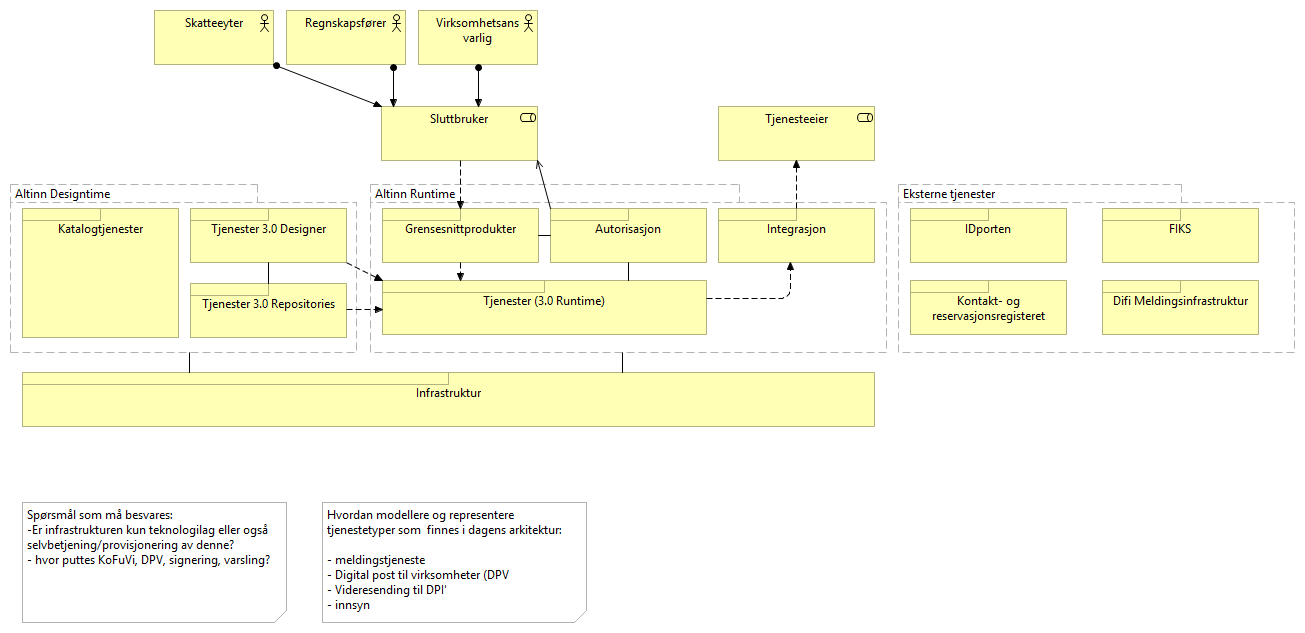 Skatteeyter
Regnskapsfører
Virksomhetsans
varlig
Sluttbruker
Tjenesteeier
Altinn Designtime
Altinn Runtime
Eksterne tjenester
Katalogtjenester
Tjenester 3.0 Designer
Grensesnittprodukter
Autorisasjon
Integrasjon
IDporten
FIKS
Tjenester 3.0 Repositories
Tjenester (3.0 Runtime)
Kontakt- og
reservasjonsregisteret
Difi Meldingsinfrastruktur
Infrastruktur
Spørsmål som må besvares:
-Er infrastrukturen kun teknologilag eller også
selvbetjening/provisjonering av denne?
- hvor puttes KoFuVi, DPV, signering, varsling?
Hvordan modellere og representere
tjenestetyper som  finnes i dagens arkitektur:
- meldingstjeneste
- Digital post til virksomheter (DPV
- Videresending til DPI'
- innsyn